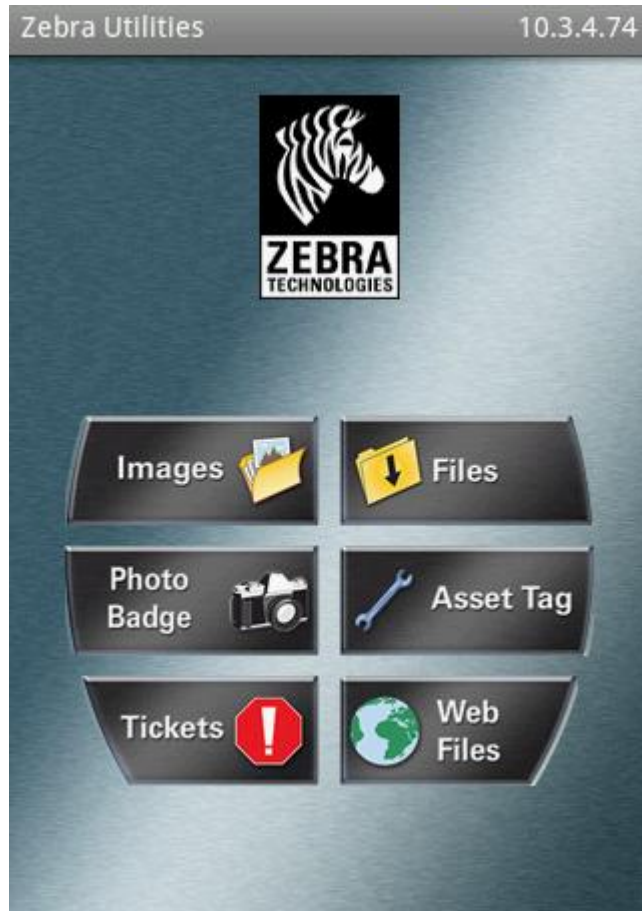 Zebra Utilities 10.3.4.74
ZEBRA
TECHNOLOGIES
Images
Files
Photo
Badge
Asset Tag
Tickets
Web
Files